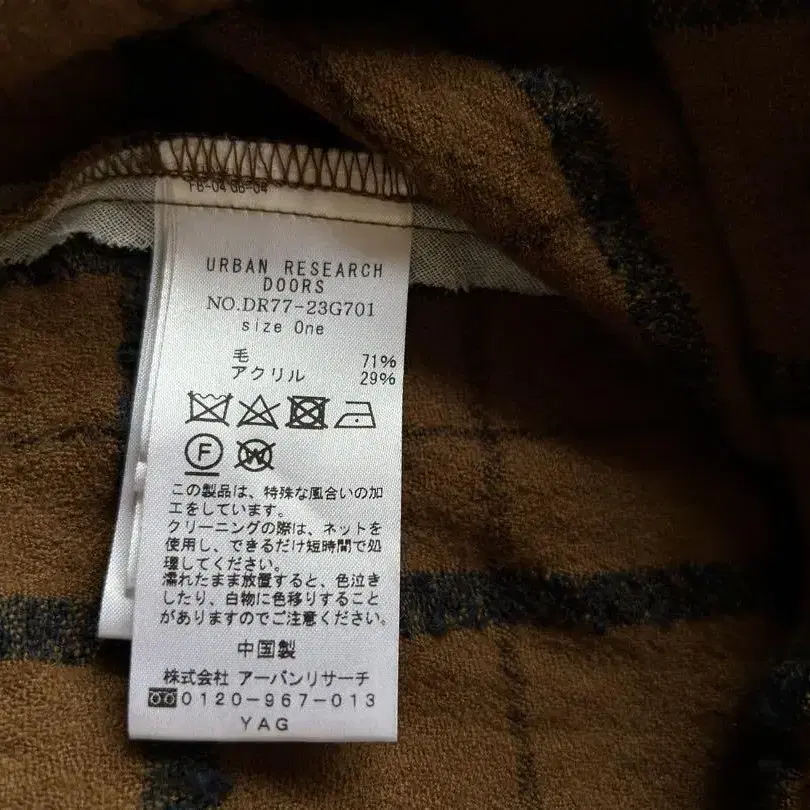 FB-04 GB-04
URBAN RESEARCH
DOORS
NO.DR77-23G701
size One
毛 71%
アクリル 29%
F W
この製品は、特殊な風合いの加
工をしています。
クリーニングの際は、ネットを
使用し、できるだけ短時間で処
理してください。
濡れたまま放置すると、色泣き
したり、白物に色移りすること
がありますのでご注意ください。
中国製
株式会社 アーバンリサーチ
0120-967-013
YAG